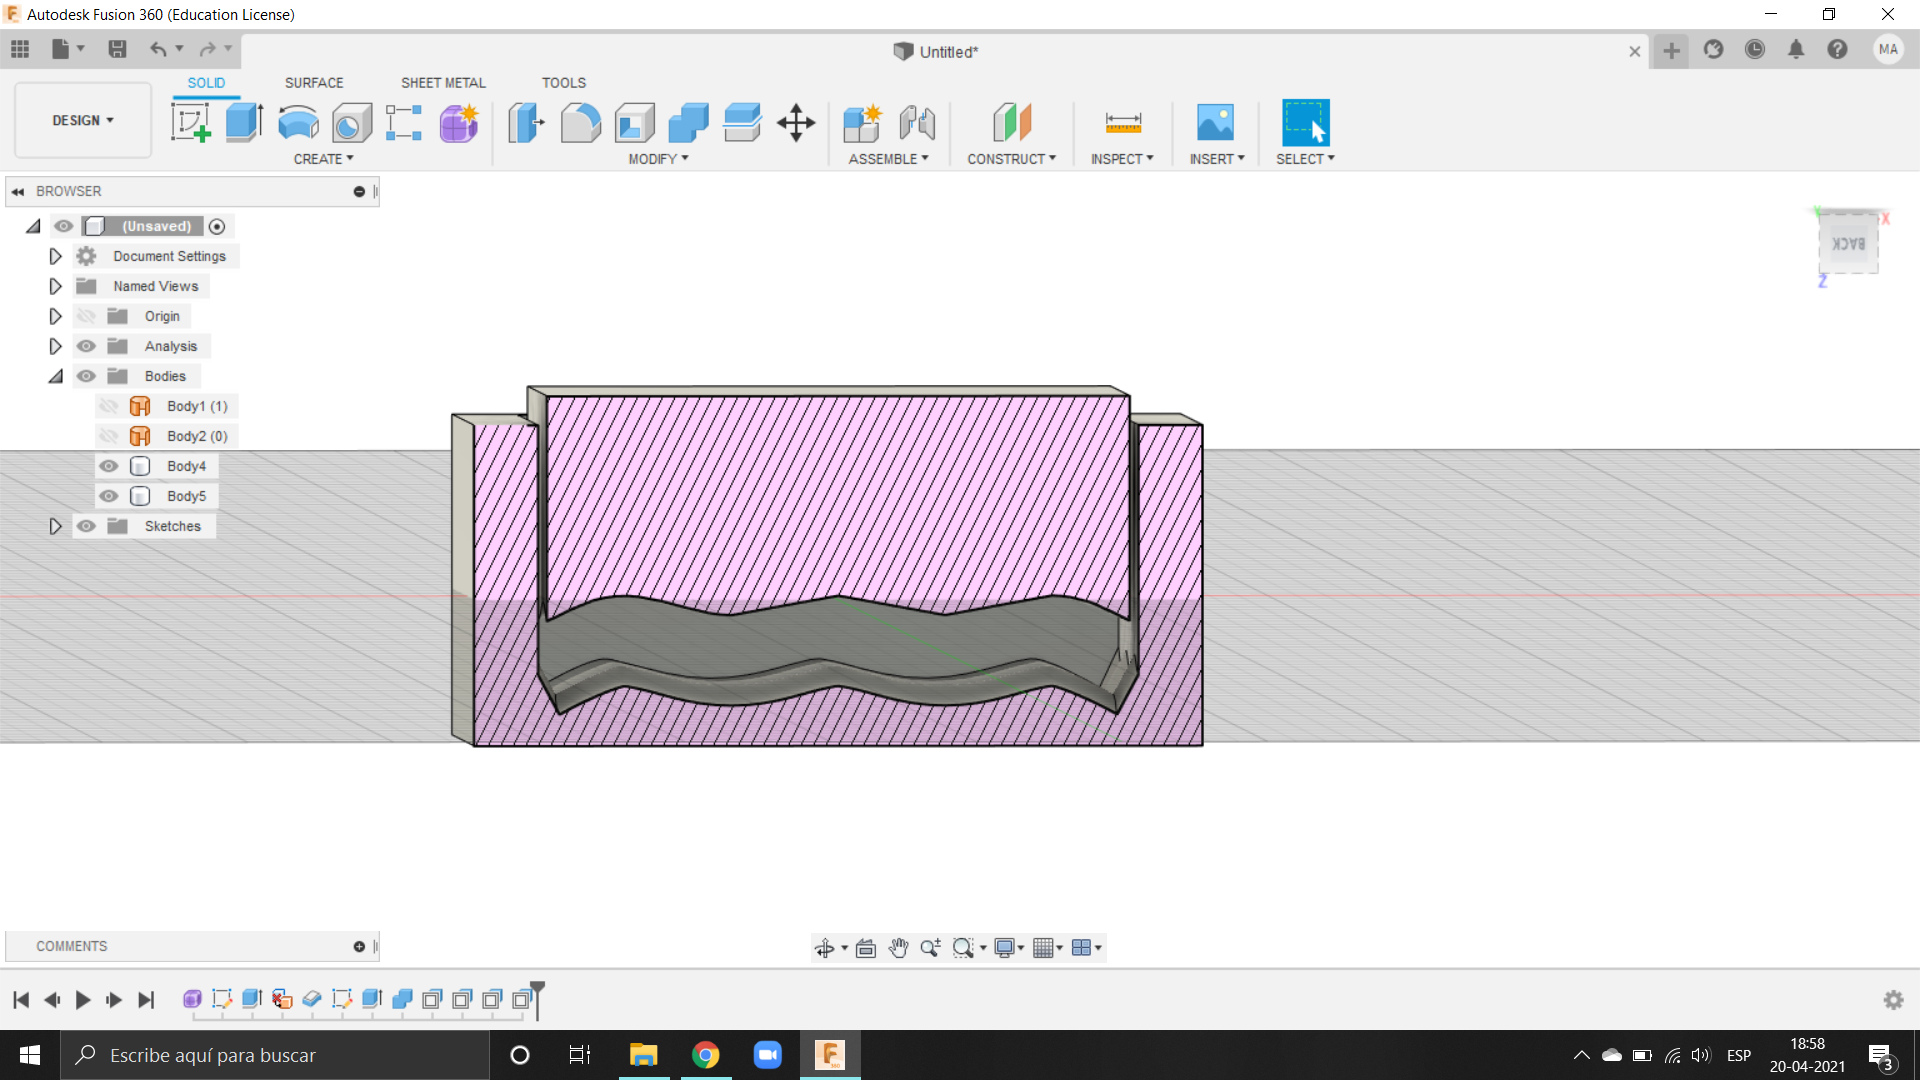 Autodesk Fusion 360 (Education License)
Untitled*
MA
SOLID SURFACE SHEET METAL TOOLS
DESIGN
CREATE MODIFY ASSEMBLE CONSTRUCT INSPECT INSERT SELECT
BROWSER
(Unsaved)
Document Settings
Named Views
Origin
Analysis
Bodies
Body1 (1)
Body2 (0)
Body4
Body5
Sketches
Y X
BACK
Z
COMMENTS
Escribe aquí para buscar
F
360
ESP
18:58
20-04-2021
3